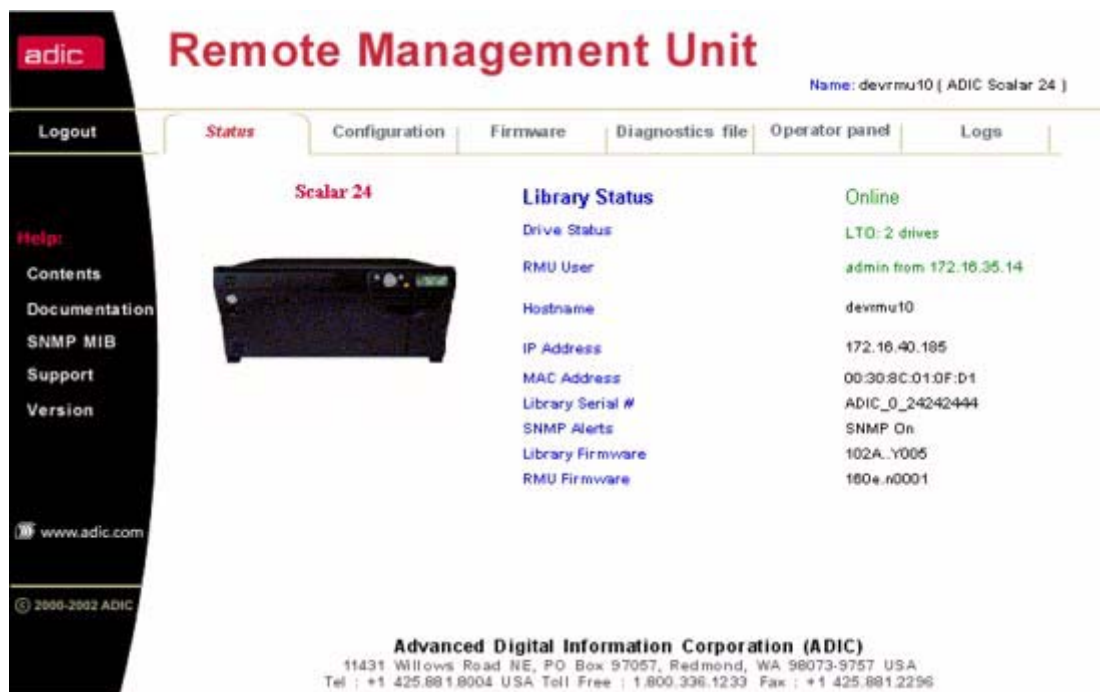 adic
Remote Management Unit
Name: devrmu10 ( ADIC Scalar 24 )
Logout
Status
Configuration
Firmware
Diagnostics file
Operator panel
Logs
Help:
Contents
Documentation
SNMP MIB
Support
Version
www.adic.com
© 2000-2002 ADIC
Scalar 24
Library Status Online
Drive Status LTO: 2 drives
RMU User admin from 172.16.35.14
Hostname devrmu10
IP Address 172.16.40.185
MAC Address 00:30:8C:01:0F:D1
Library Serial # ADIC_0_24242444
SNMP Alerts SNMP On
Library Firmware 102A..Y005
RMU Firmware 160e.n0001
Advanced Digital Information Corporation (ADIC)
11431 Willows Road NE, PO Box 97057, Redmond, WA 98073-9757 USA
Tel : +1 425.881.8004 USA Toll Free : 1.800.336.1233 Fax : +1 425.881.2296